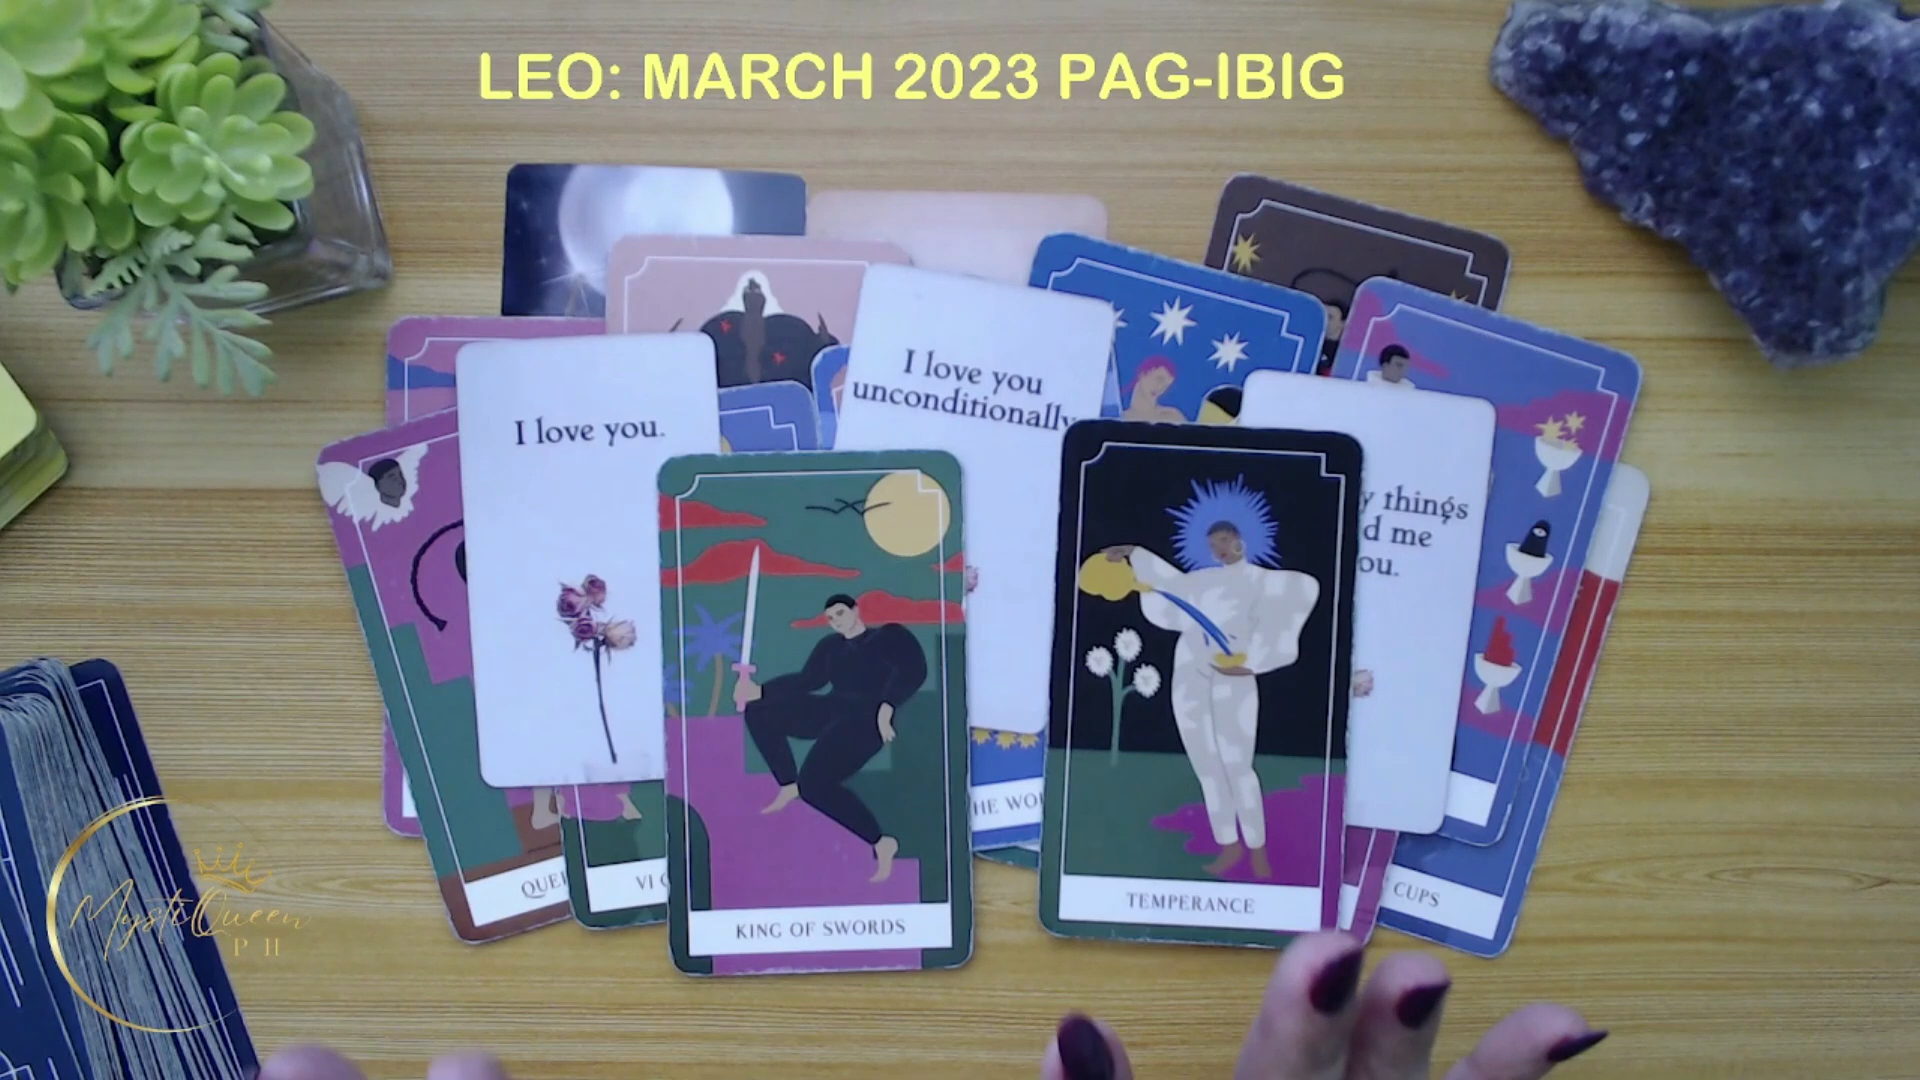 LEO: MARCH 2023 PAG-IBIG
I love you.
I love you
unconditionally
things
me
KING OF SWORDS
TEMPERANCE
CUPS
VI
MystiQueen
PH